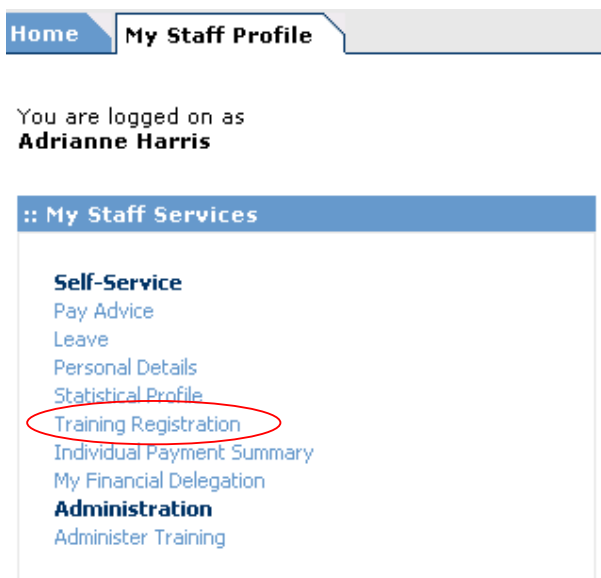 Home My Staff Profile
You are logged on as
Adrianne Harris
:: My Staff Services
Self-Service
Pay Advice
Leave
Personal Details
Statistical Profile
Training Registration
Individual Payment Summary
My Financial Delegation
Administration
Administer Training